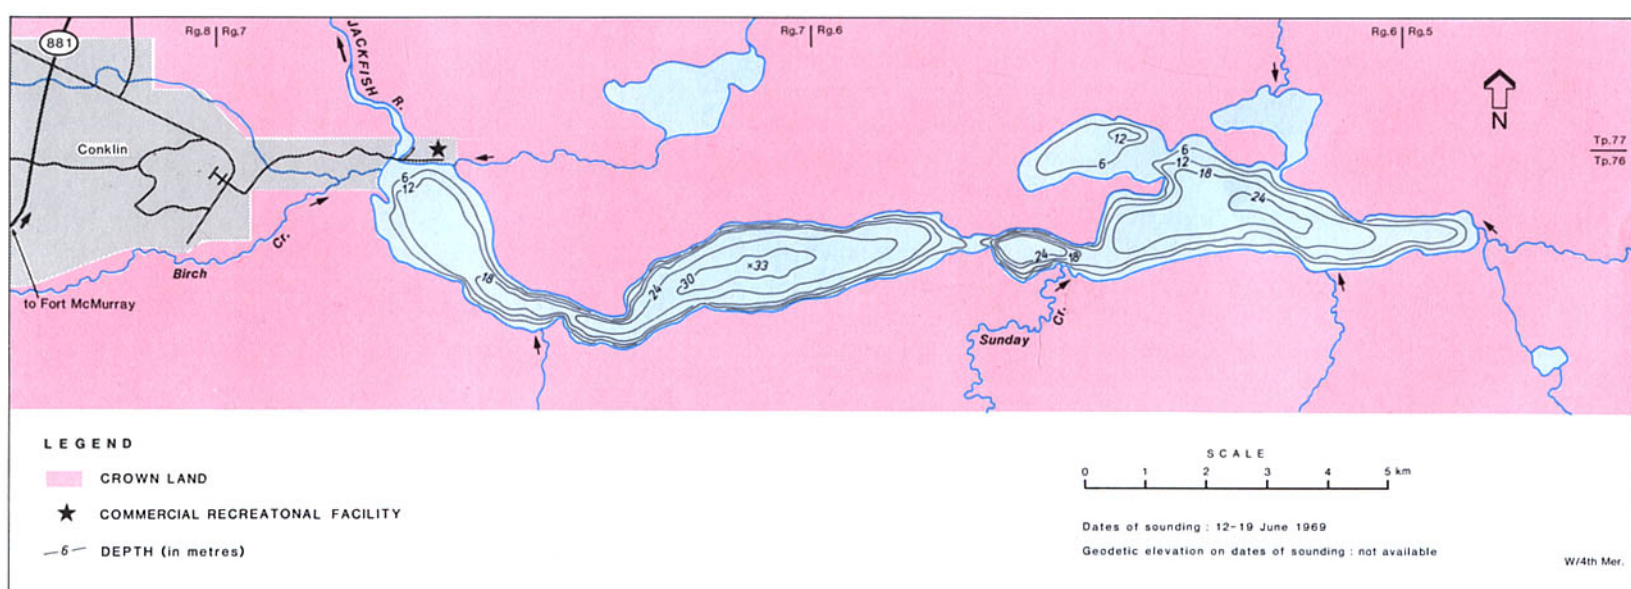 881
Rg.8 Rg.7
JACKFISH R.
Rg.7 Rg.6
Rg.6 Rg.5
N
Tp.77
Tp.76
Conklin
Birch Cr.
to Fort McMurray
6
12
18
24
30
×33
24
18
12
6
6
12
18
24
Sunday Cr.
LEGEND
CROWN LAND
COMMERCIAL RECREATONAL FACILITY
6 DEPTH (in metres)
SCALE
0 1 2 3 4 5 km
Dates of sounding : 12-19 June 1969
Geodetic elevation on dates of sounding : not available
W/4th Mer.